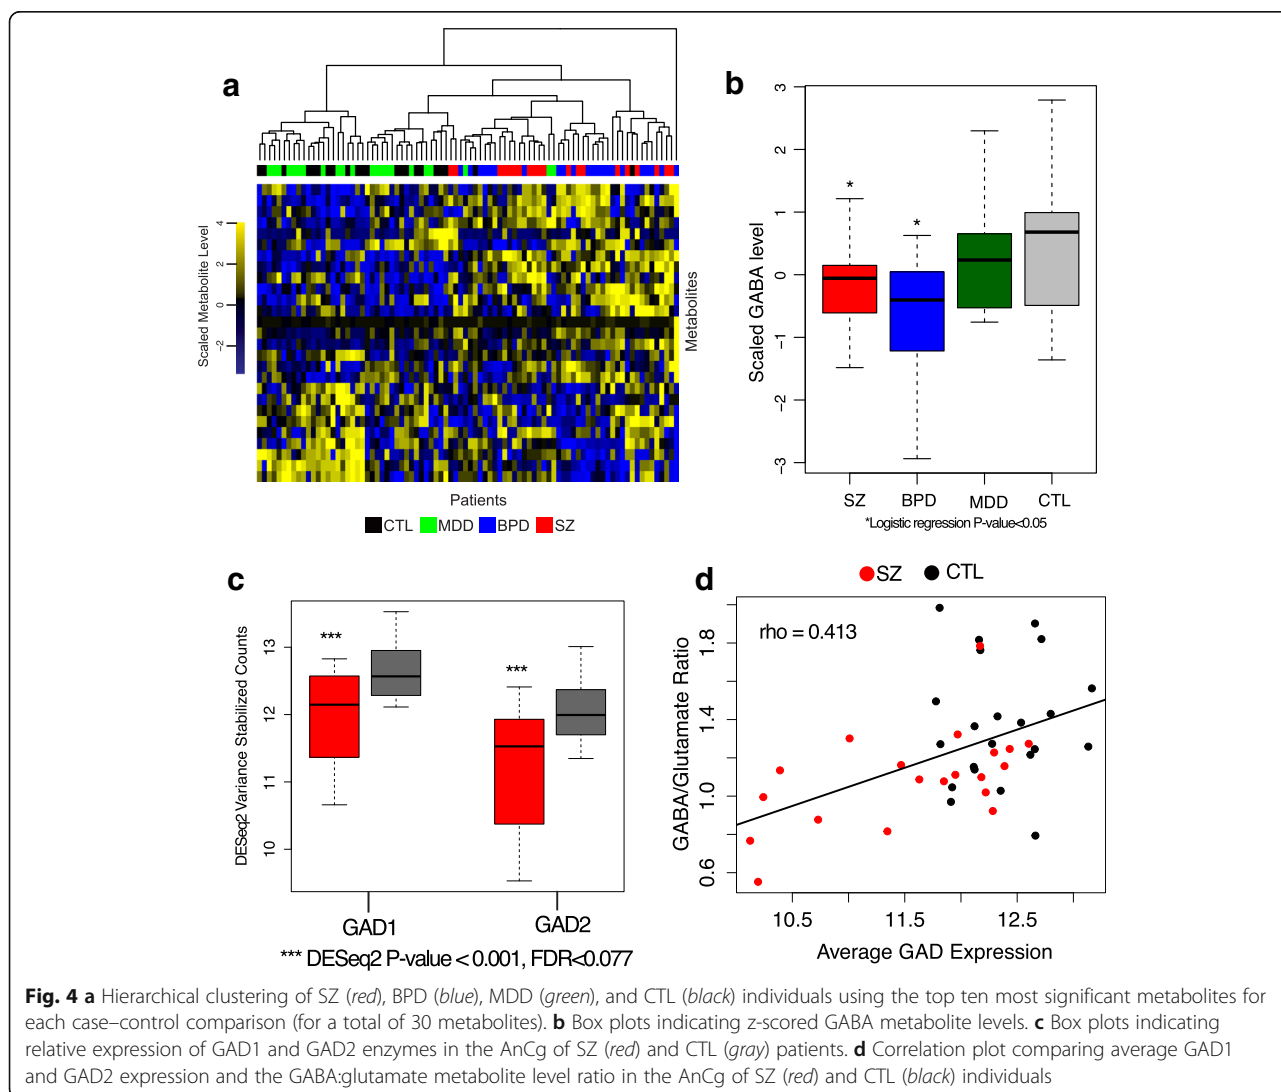 a
Scaled Metabolite Level
4
2
0
−2
Metabolites
Patients
CTL MDD BPD SZ
b
Scaled GABA level
3
2
1
0
−1
−2
−3
*
*
SZ BPD MDD CTL
*Logistic regression P-value<0.05
c
DESeq2 Variance Stabilized Counts
13
12
11
10
***
***
GAD1 GAD2
*** DESeq2 P-value < 0.001, FDR<0.077
d
SZ CTL
rho = 0.413
GABA/Glutamate Ratio
1.8
1.4
1.0
0.6
10.5 11.5 12.5
Average GAD Expression
Fig. 4 a Hierarchical clustering of SZ (red), BPD (blue), MDD (green), and CTL (black) individuals using the top ten most significant metabolites for
each case–control comparison (for a total of 30 metabolites). b Box plots indicating z-scored GABA metabolite levels. c Box plots indicating
relative expression of GAD1 and GAD2 enzymes in the AnCg of SZ (red) and CTL (gray) patients. d Correlation plot comparing average GAD1
and GAD2 expression and the GABA:glutamate metabolite level ratio in the AnCg of SZ (red) and CTL (black) individuals